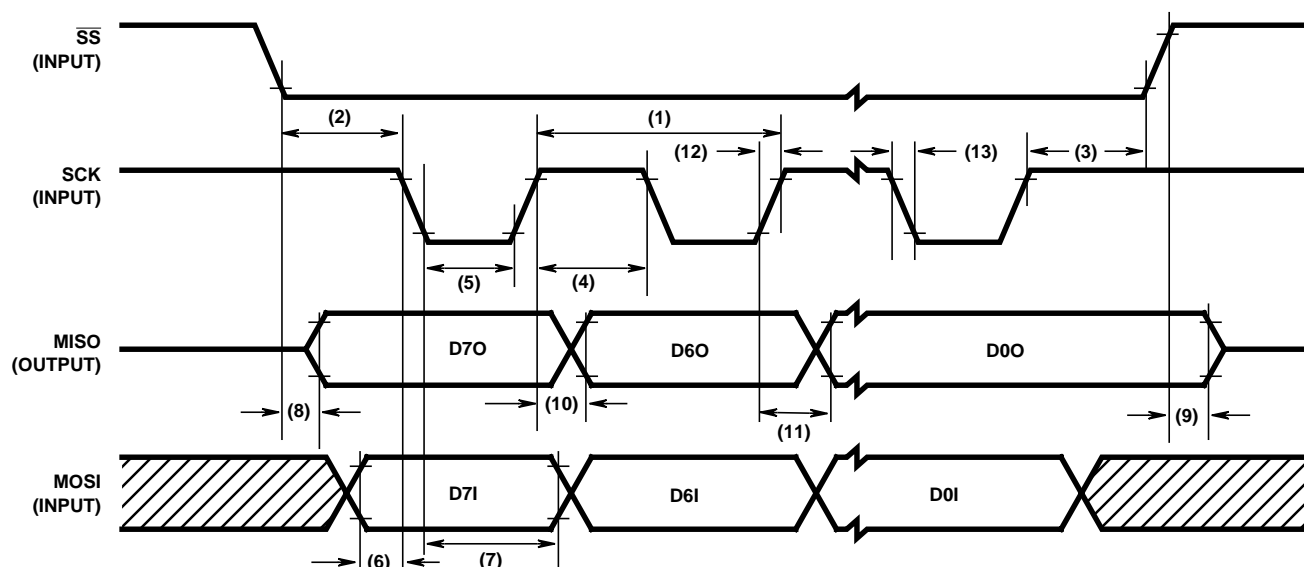 SS
(INPUT)
(2)
(1)
(12)
(13)
(3)
SCK
(INPUT)
(5)
(4)
MISO
(OUTPUT)
D7O
D6O
D0O
(8)
(10)
(11)
(9)
MOSI
(INPUT)
D7I
D6I
D0I
(6)
(7)